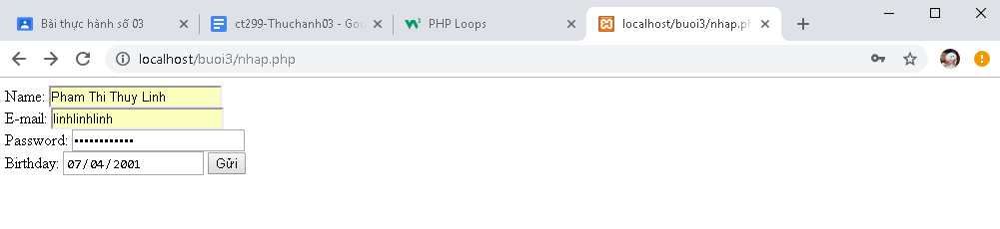 Bài thực hành số 03
ct299-Thuchanh03 - Goo
PHP Loops
localhost/buoi3/nhap.php
localhost/buoi3/nhap.php
Name: Pham Thi Thuy Linh
E-mail: linhlinhlinh
Password: ••••••••••••
Birthday: 07/04/2001 Gửi